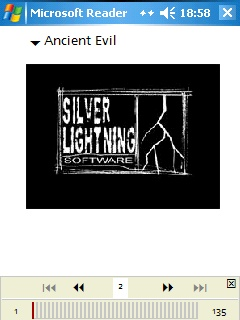 Microsoft Reader 18:58
Ancient Evil
SILVER
LIGHTNING
SOFTWARE
2
1 135